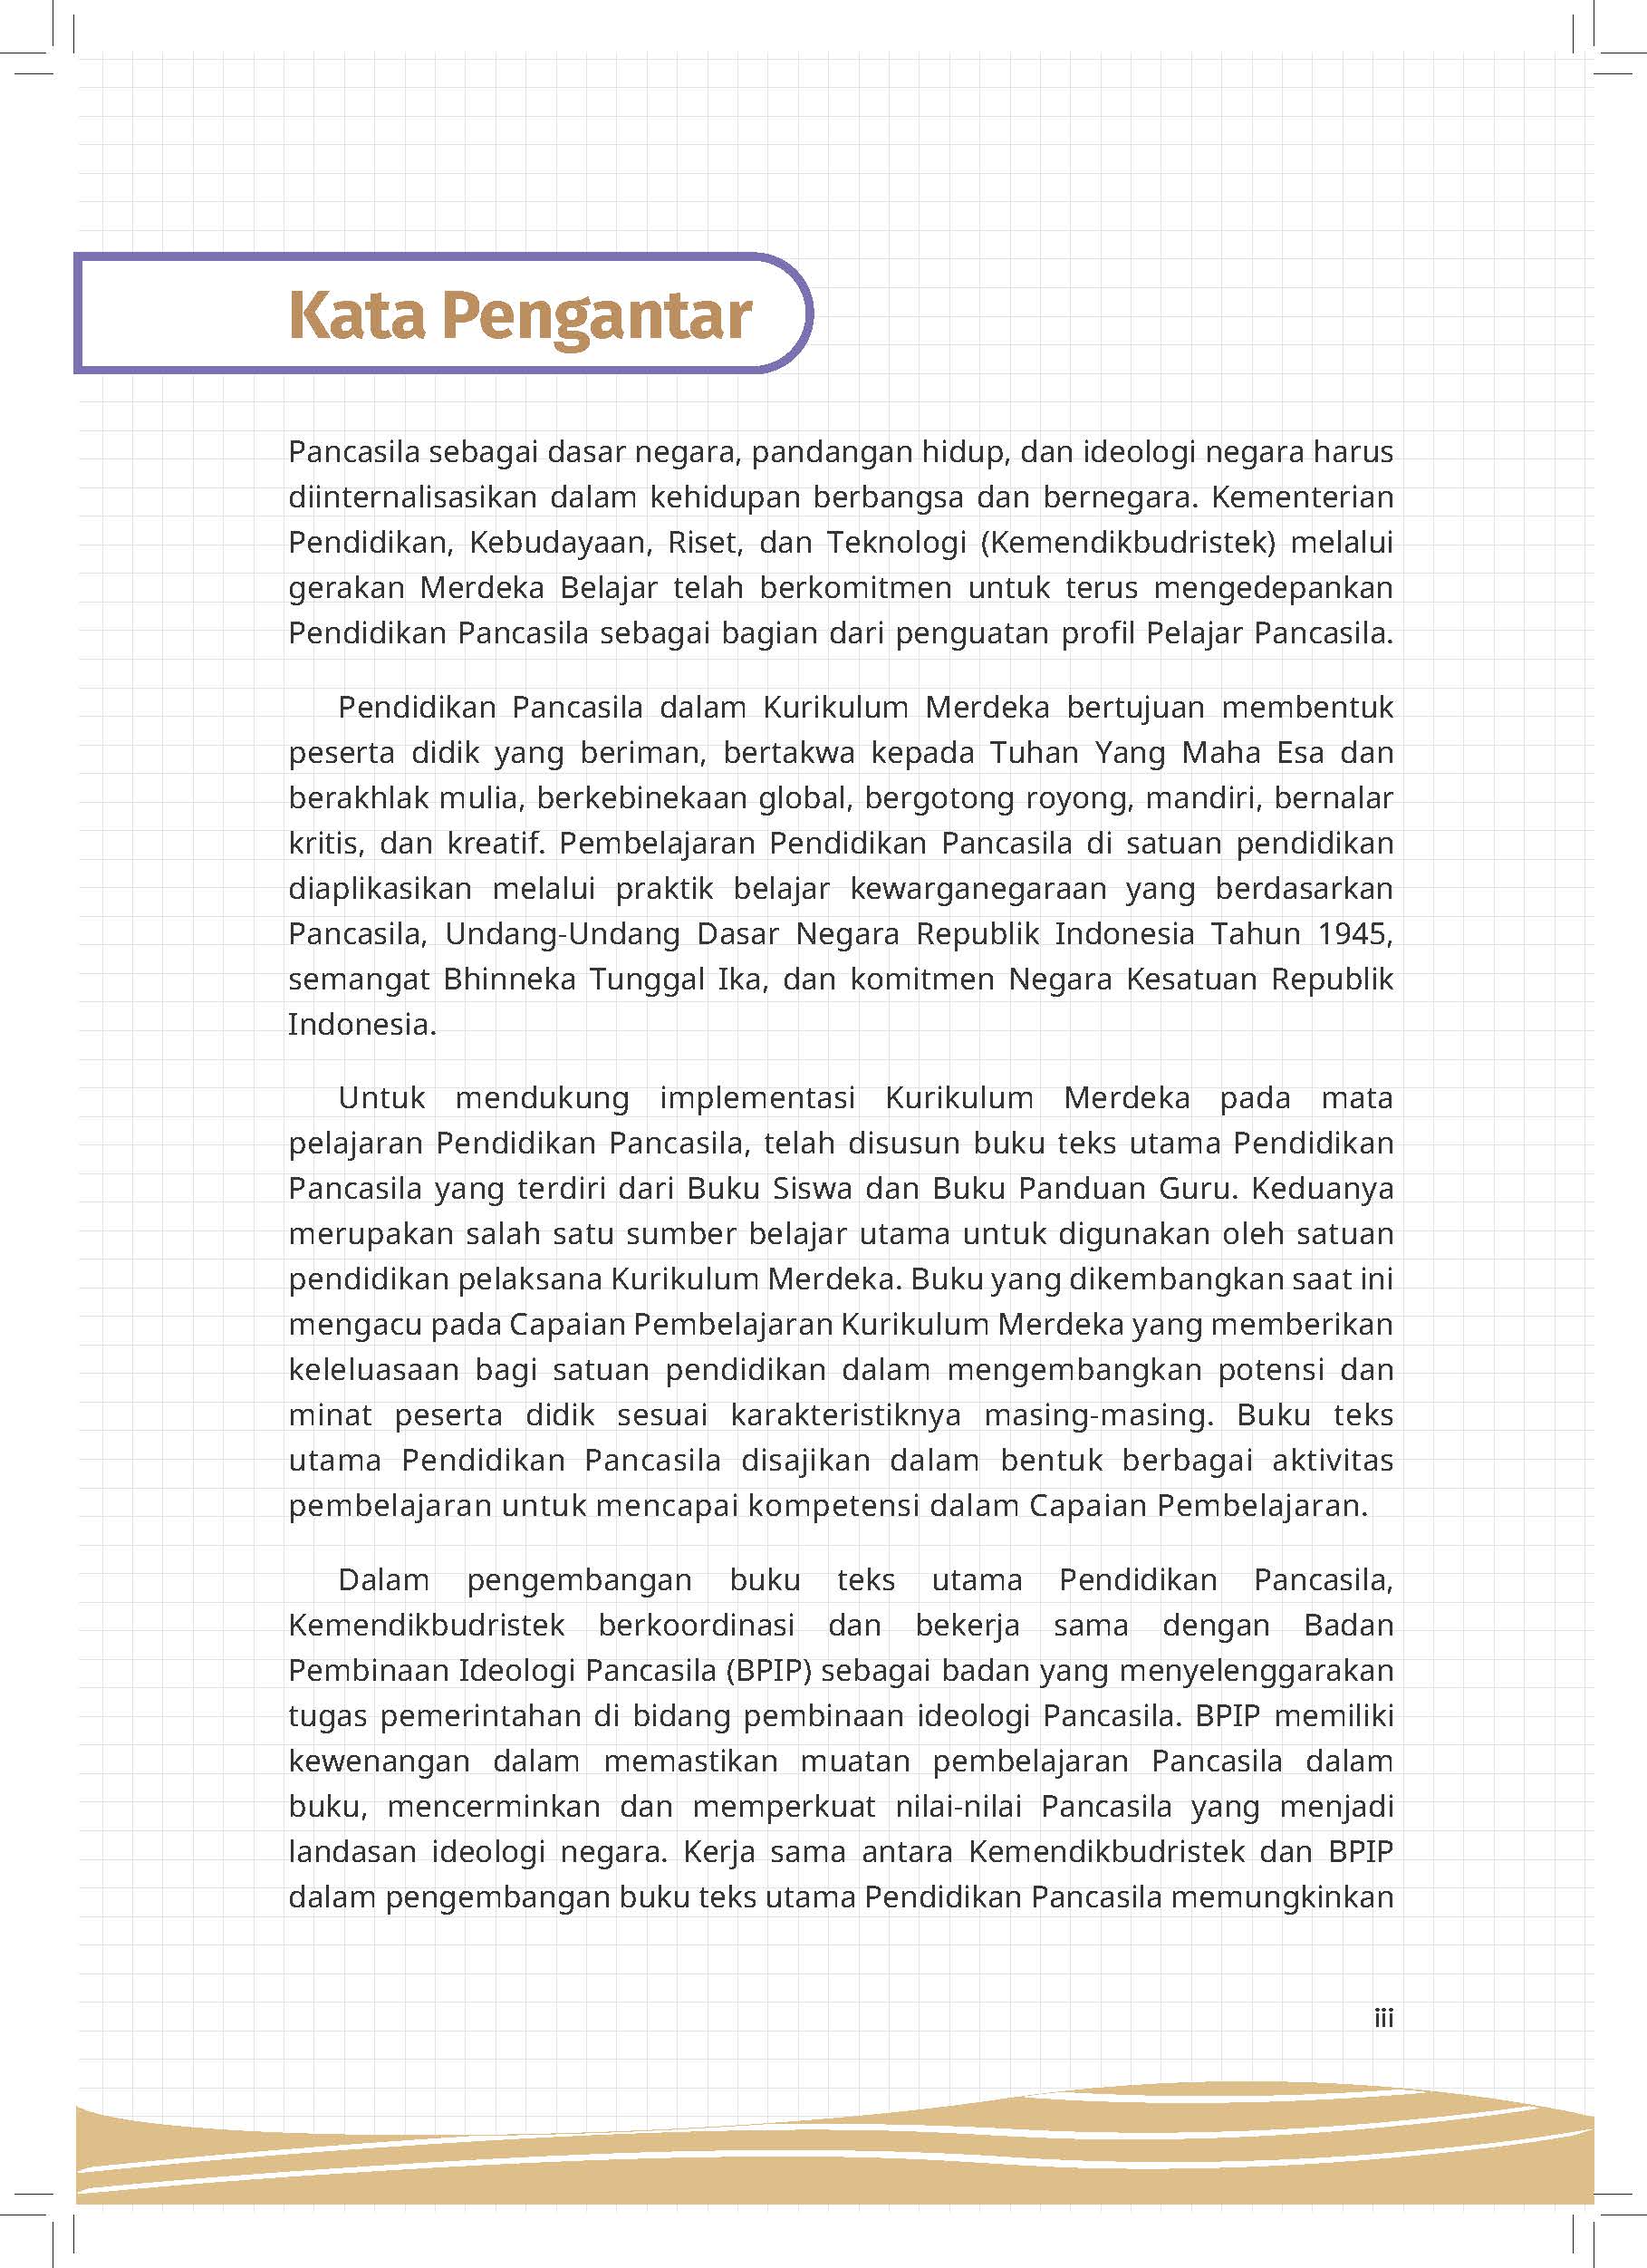 Kata Pengantar
Pancasila sebagai dasar negara, pandangan hidup, dan ideologi negara harus
diinternalisasikan dalam kehidupan berbangsa dan bernegara. Kementerian
Pendidikan, Kebudayaan, Riset, dan Teknologi (Kemendikbudristek) melalui
gerakan Merdeka Belajar telah berkomitmen untuk terus mengedepankan
Pendidikan Pancasila sebagai bagian dari penguatan profil Pelajar Pancasila.
Pendidikan Pancasila dalam Kurikulum Merdeka bertujuan membentuk
peserta didik yang beriman, bertakwa kepada Tuhan Yang Maha Esa dan
berakhlak mulia, berkebinekaan global, bergotong royong, mandiri, bernalar
kritis, dan kreatif. Pembelajaran Pendidikan Pancasila di satuan pendidikan
diaplikasikan melalui praktik belajar kewarganegaraan yang berdasarkan
Pancasila, Undang-Undang Dasar Negara Republik Indonesia Tahun 1945,
semangat Bhinneka Tunggal Ika, dan komitmen Negara Kesatuan Republik
Indonesia.
Untuk mendukung implementasi Kurikulum Merdeka pada mata
pelajaran Pendidikan Pancasila, telah disusun buku teks utama Pendidikan
Pancasila yang terdiri dari Buku Siswa dan Buku Panduan Guru. Keduanya
merupakan salah satu sumber belajar utama untuk digunakan oleh satuan
pendidikan pelaksana Kurikulum Merdeka. Buku yang dikembangkan saat ini
mengacu pada Capaian Pembelajaran Kurikulum Merdeka yang memberikan
keleluasaan bagi satuan pendidikan dalam mengembangkan potensi dan
minat peserta didik sesuai karakteristiknya masing-masing. Buku teks
utama Pendidikan Pancasila disajikan dalam bentuk berbagai aktivitas
pembelajaran untuk mencapai kompetensi dalam Capaian Pembelajaran.
Dalam pengembangan buku teks utama Pendidikan Pancasila,
Kemendikbudristek berkoordinasi dan bekerja sama dengan Badan
Pembinaan Ideologi Pancasila (BPIP) sebagai badan yang menyelenggarakan
tugas pemerintahan di bidang pembinaan ideologi Pancasila. BPIP memiliki
kewenangan dalam memastikan muatan pembelajaran Pancasila dalam
buku, mencerminkan dan memperkuat nilai-nilai Pancasila yang menjadi
landasan ideologi negara. Kerja sama antara Kemendikbudristek dan BPIP
dalam pengembangan buku teks utama Pendidikan Pancasila memungkinkan
iii